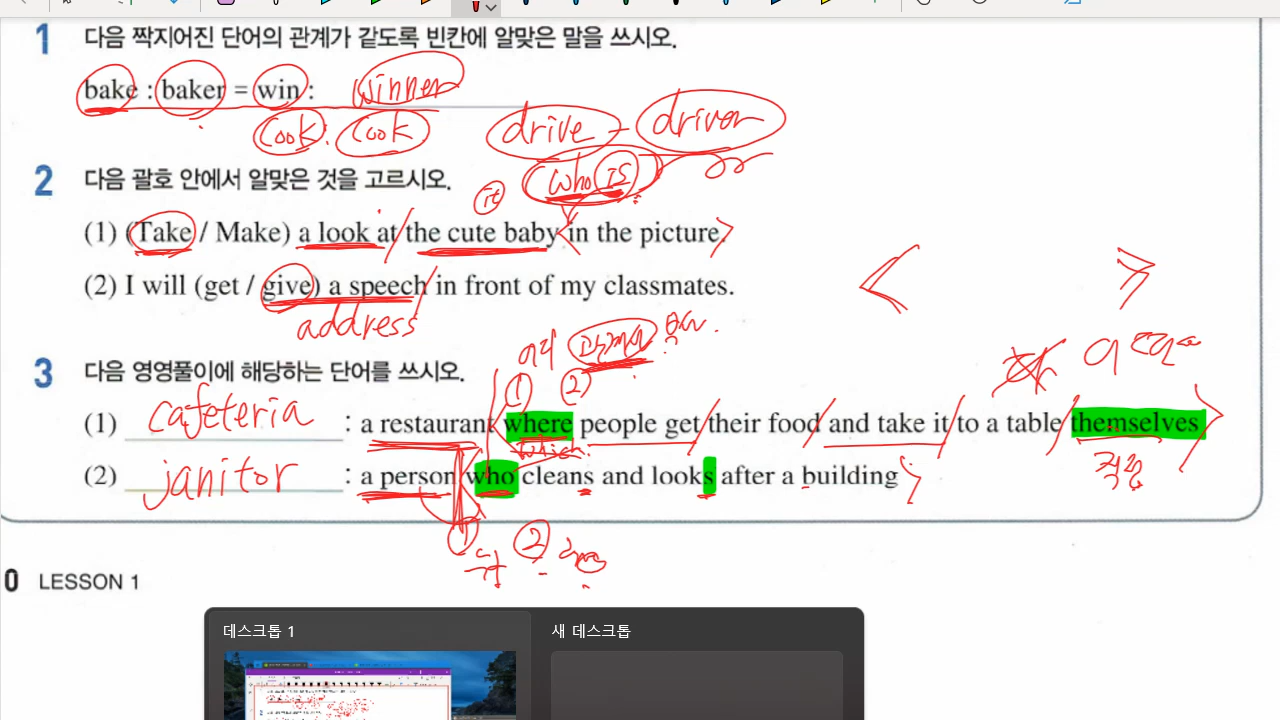 1 다음 짝지어진 단어의 관계가 같도록 빈칸에 알맞은 말을 쓰시오.
bake : baker = win : winner
cook : cook
drive - driver
2 다음 괄호 안에서 알맞은 것을 고르시오.
it who is
(1) (Take / Make) a look at the cute baby in the picture.
(2) I will (get / give) a speech in front of my classmates.
address
3 다음 영영풀이에 해당하는 단어를 쓰시오.
① ②
(1) cafeteria : a restaurant where people get their food and take it to a table themselves
which
(2) janitor : a person who cleans and looks after a building
① ②
0 LESSON 1
데스크톱 1 새 데스크톱